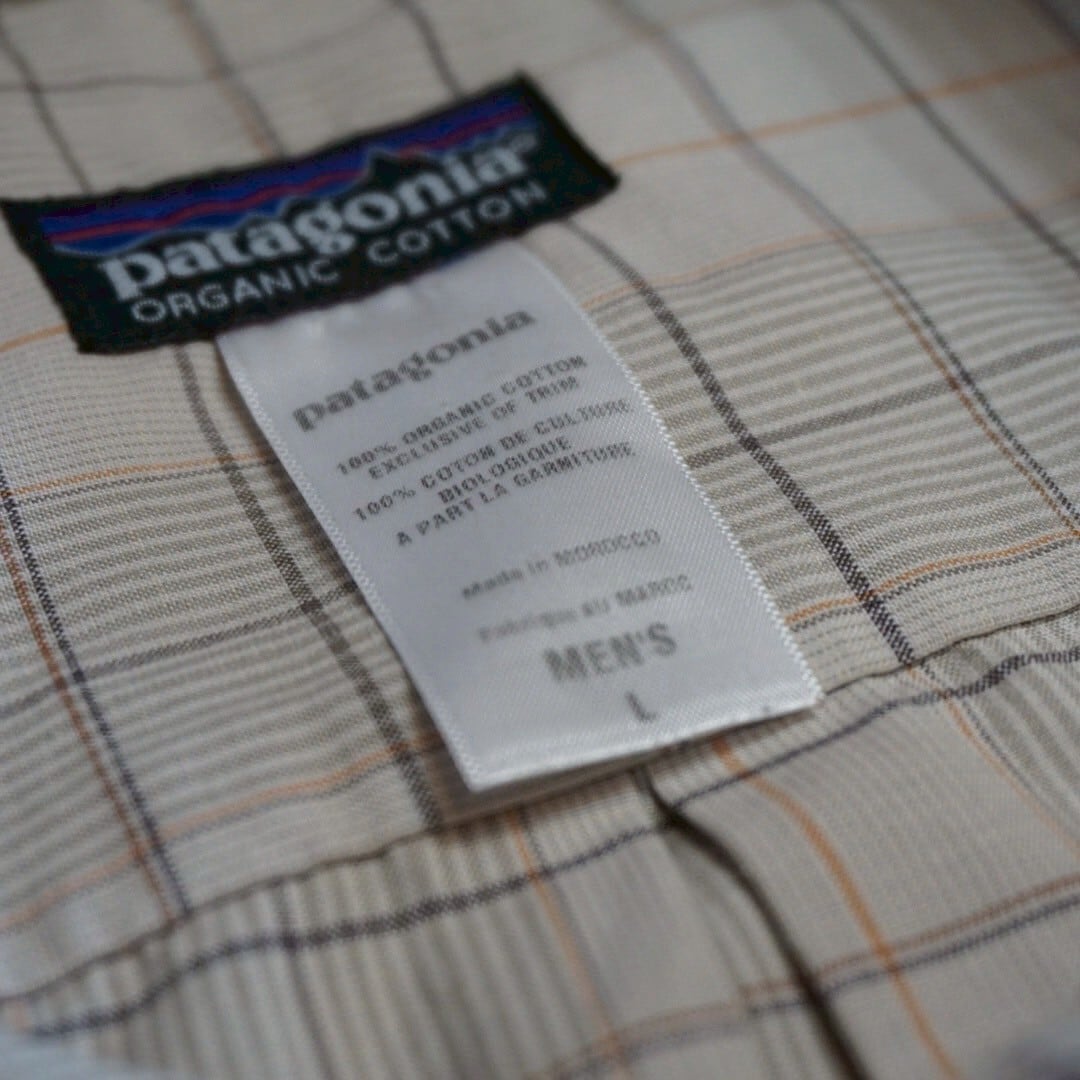 patagonia®
ORGANIC COTTON
patagonia
100% ORGANIC COTTON
EXCLUSIVE OF TRIM
100% COTON DE CULTURE
BIOLOGIQUE
A PART LA GARNITURE
Made in MOROCCO
Fabriqué AU MAROC
MEN'S
L